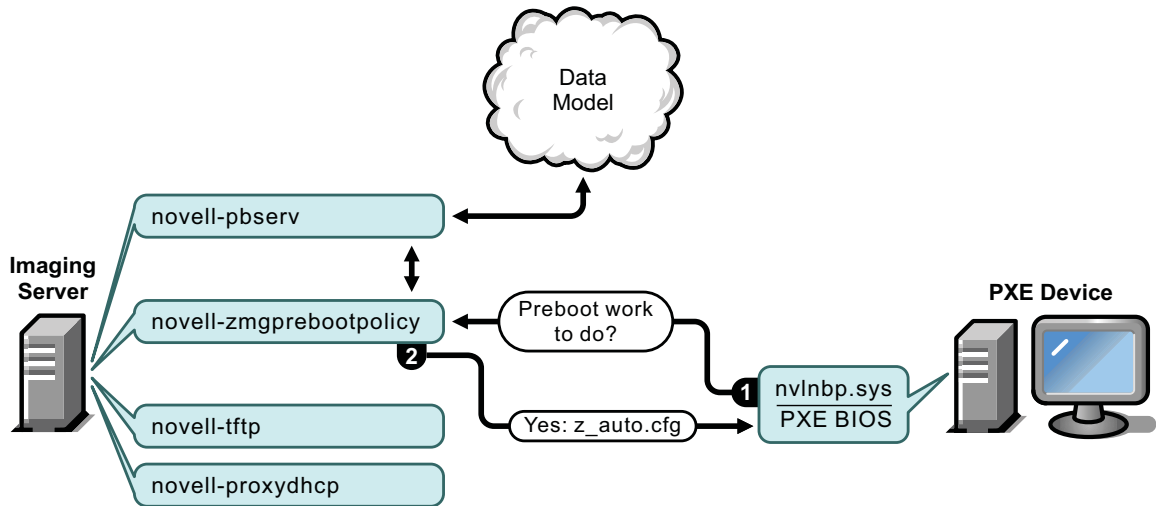 Data
Model
novell-pbserv
Imaging
Server
novell-zmgprebootpolicy
2
Preboot work
to do?
PXE Device
1
nvlnbp.sys
PXE BIOS
Yes: z_auto.cfg
novell-tftp
novell-proxydhcp